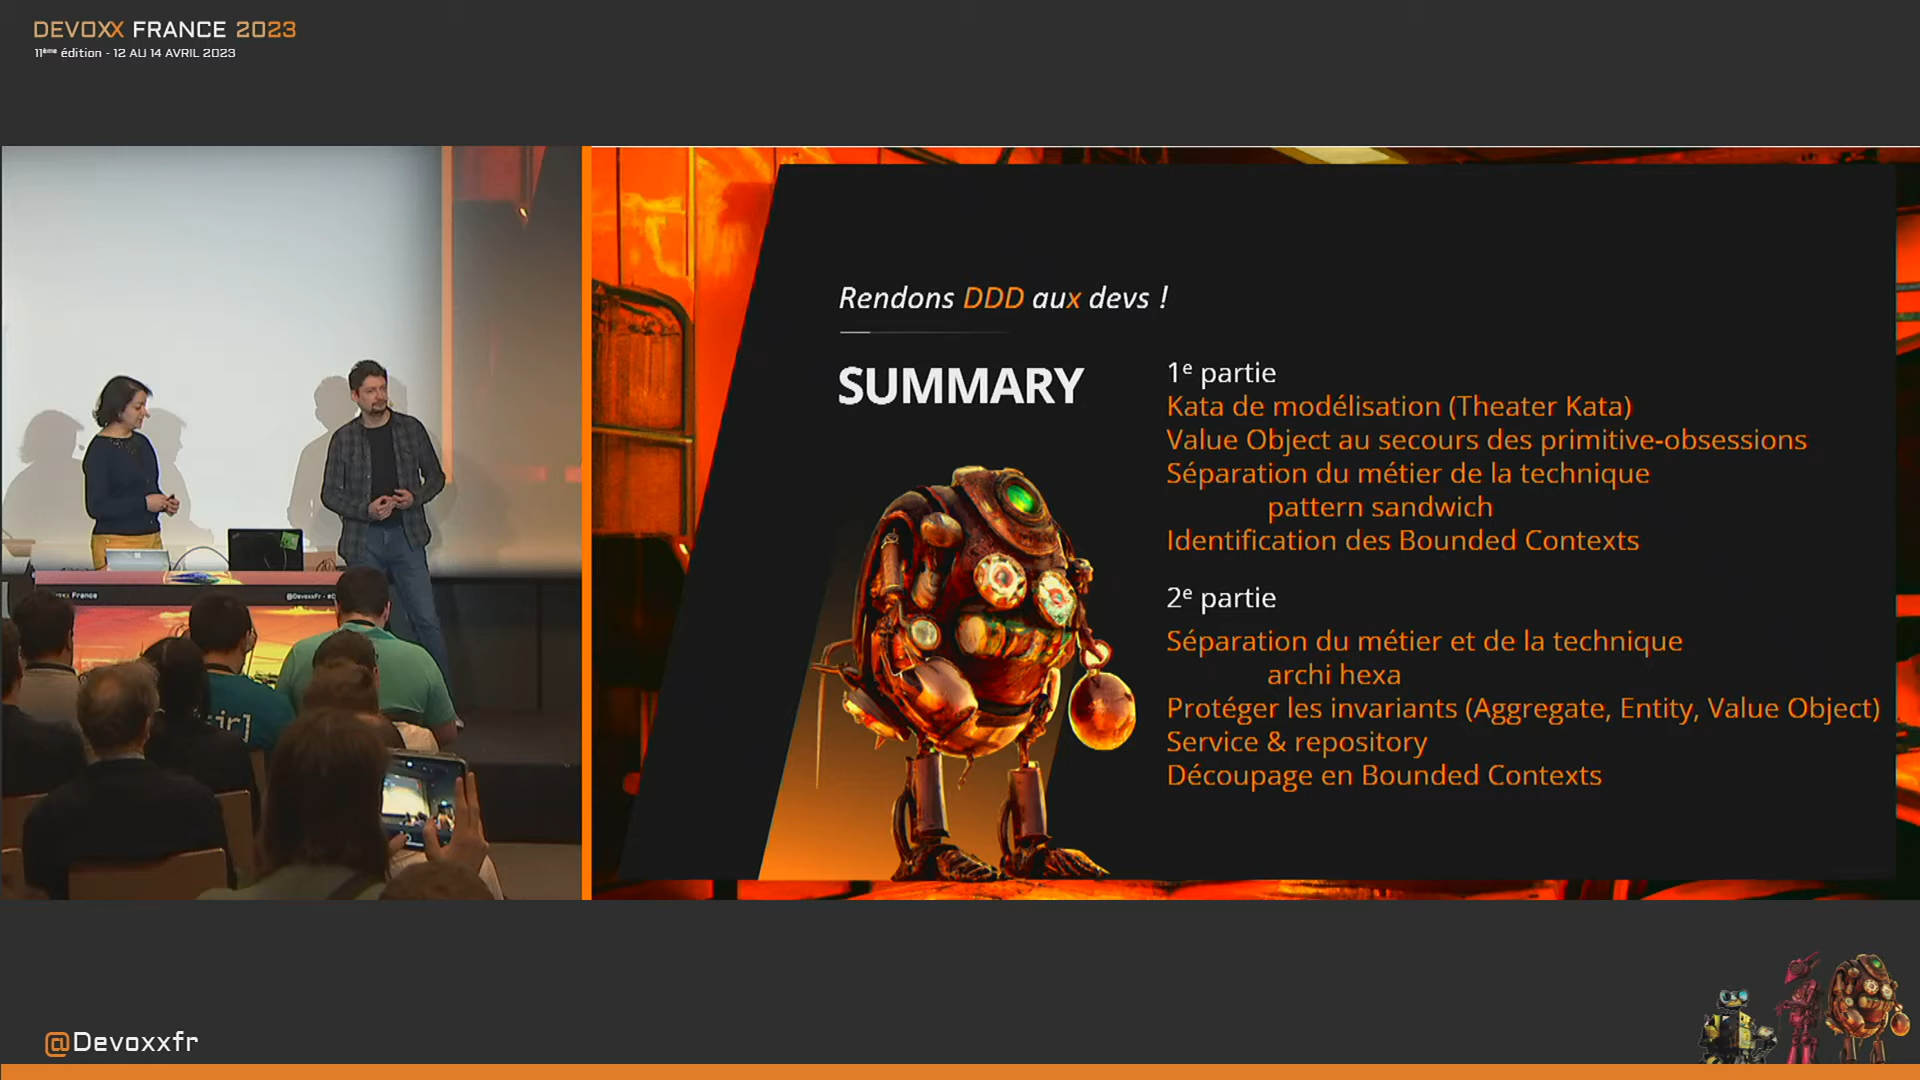 DEVOXX FRANCE 2023
11ème édition - 12 AU 14 AVRIL 2023
Rendons DDD aux devs !
SUMMARY
1e partie
Kata de modélisation (Theater Kata)
Value Object au secours des primitive-obsessions
Séparation du métier de la technique
pattern sandwich
Identification des Bounded Contexts
2e partie
Séparation du métier et de la technique
archi hexa
Protéger les invariants (Aggregate, Entity, Value Object)
Service & repository
Découpage en Bounded Contexts
France
@DevoxxFr
@Devoxxfr